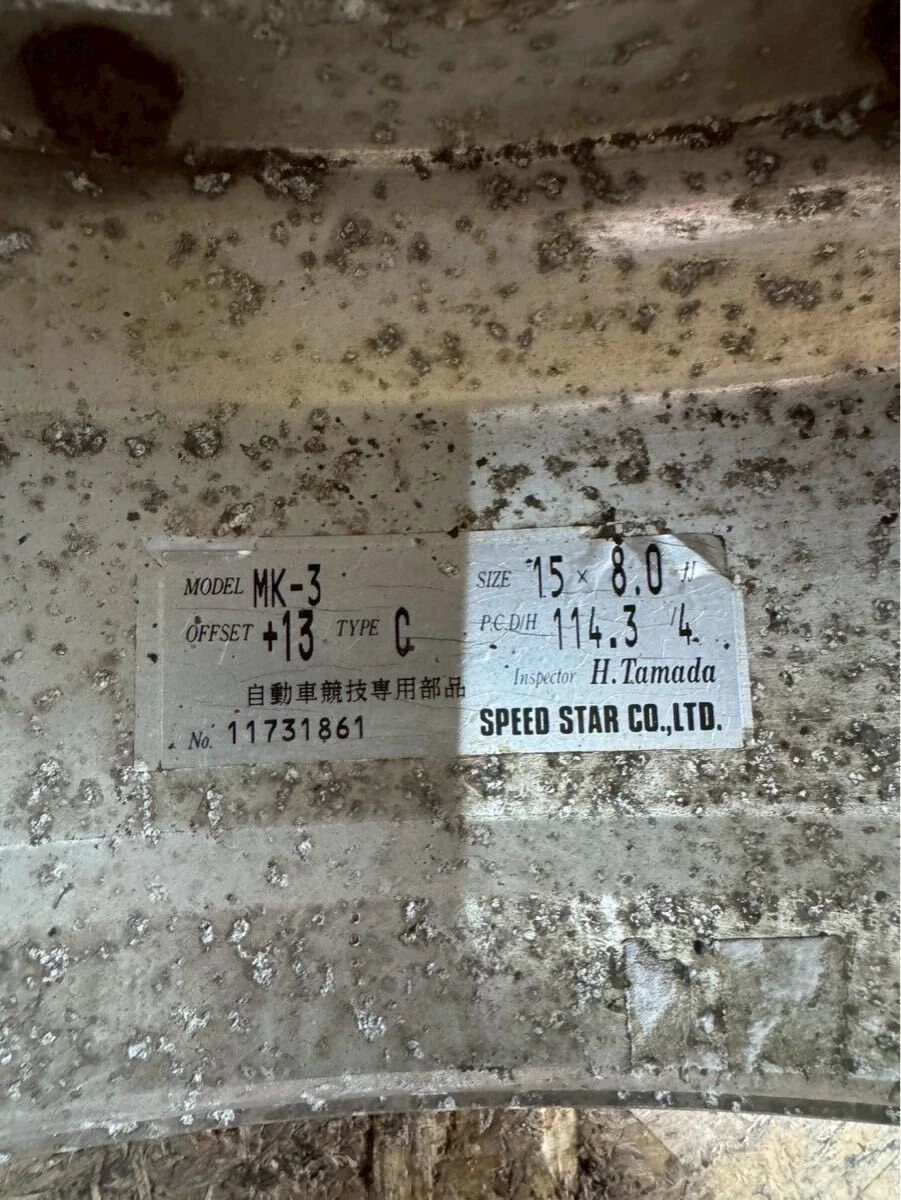 MODEL MK-3
OFFSET +13 TYPE C
自動車競技専用部品
No. 11731861
SIZE 15 × 8.0 JJ
P.C.D/H 114.3 /4
Inspector H.Tamada
SPEED STAR CO.,LTD.